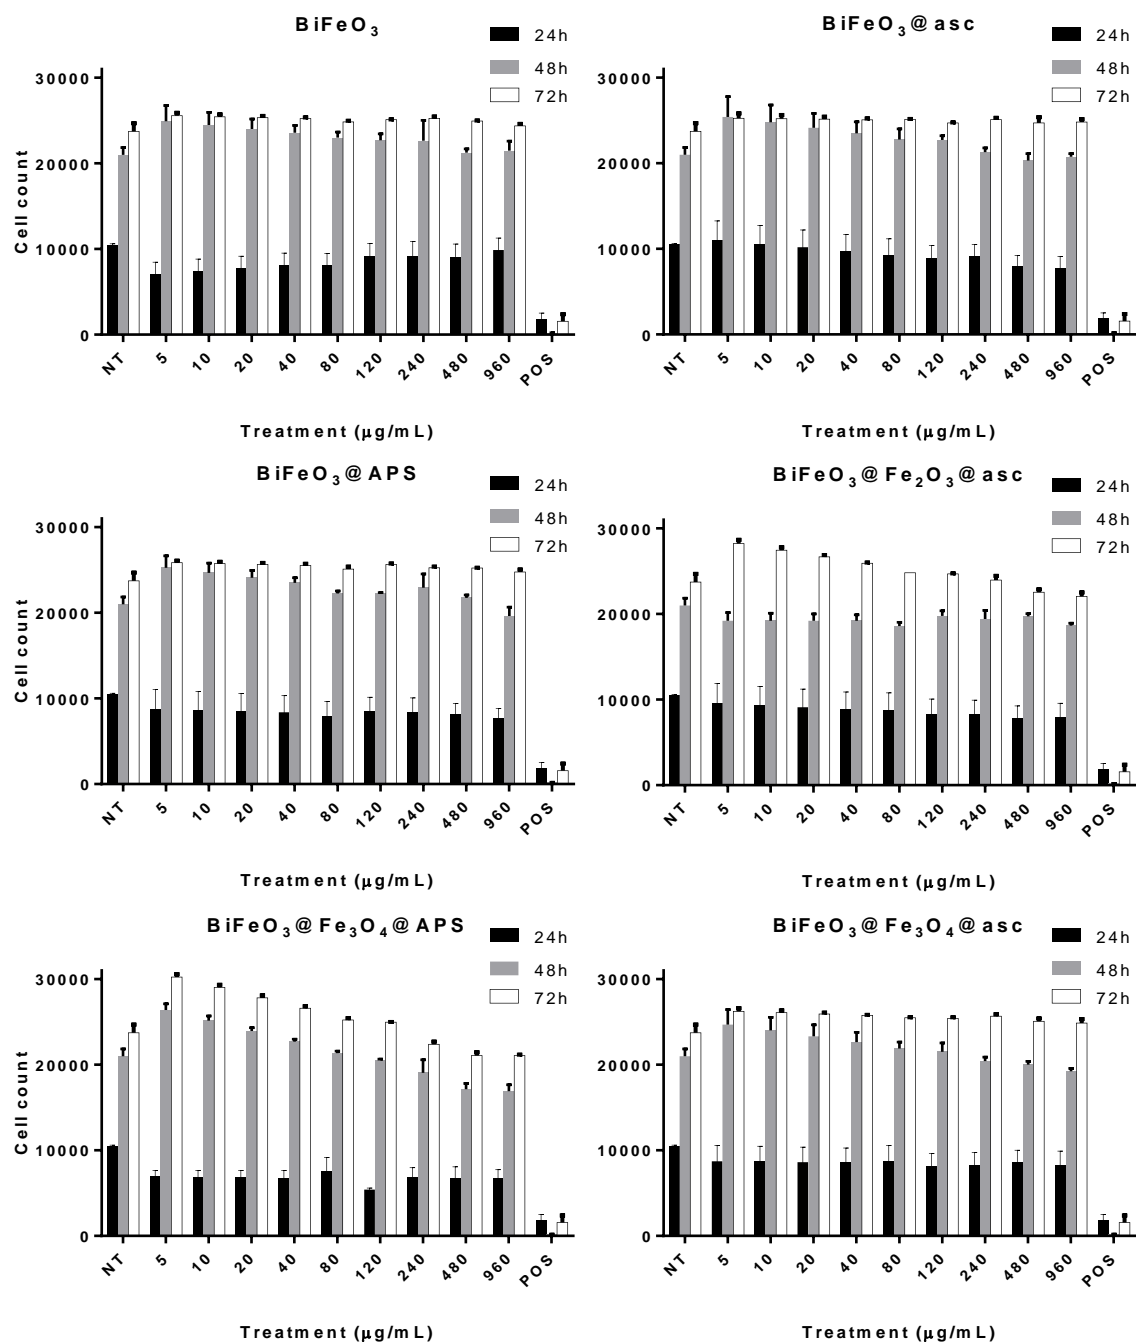 BiFeO3
24h
48h
72h
30000
20000
10000
0
Cell count
NT 5 10 20 40 80 120 240 480 960 POS
Treatment (µg/mL)
BiFeO3@asc
24h
48h
72h
30000
20000
10000
0
NT 5 10 20 40 80 120 240 480 960 POS
Treatment (µg/mL)
BiFeO3@APS
24h
48h
72h
30000
20000
10000
0
Cell count
NT 5 10 20 40 80 120 240 480 960 POS
Treatment (µg/mL)
BiFeO3@Fe2O3@asc
24h
48h
72h
30000
20000
10000
0
NT 5 10 20 40 80 120 240 480 960 POS
Treatment (µg/mL)
BiFeO3@Fe3O4@APS
24h
48h
72h
30000
20000
10000
0
Cell count
NT 5 10 20 40 80 120 240 480 960 POS
Treatment (µg/mL)
BiFeO3@Fe3O4@asc
24h
48h
72h
30000
20000
10000
0
NT 5 10 20 40 80 120 240 480 960 POS
Treatment (µg/mL)